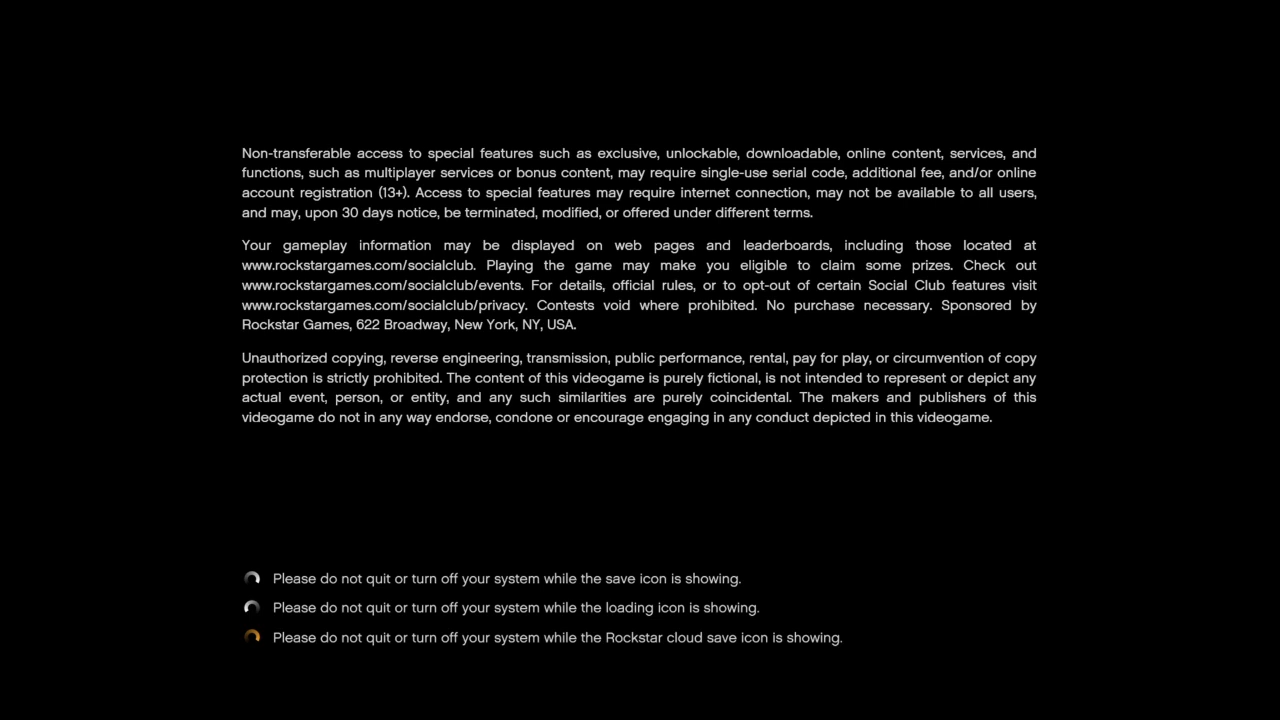 Non-transferable access to special features such as exclusive, unlockable, downloadable, online content, services, and
functions, such as multiplayer services or bonus content, may require single-use serial code, additional fee, and/or online
account registration (13+). Access to special features may require internet connection, may not be available to all users,
and may, upon 30 days notice, be terminated, modified, or offered under different terms.
Your gameplay information may be displayed on web pages and leaderboards, including those located at
www.rockstargames.com/socialclub. Playing the game may make you eligible to claim some prizes. Check out
www.rockstargames.com/socialclub/events. For details, official rules, or to opt-out of certain Social Club features visit
www.rockstargames.com/socialclub/privacy. Contests void where prohibited. No purchase necessary. Sponsored by
Rockstar Games, 622 Broadway, New York, NY, USA.
Unauthorized copying, reverse engineering, transmission, public performance, rental, pay for play, or circumvention of copy
protection is strictly prohibited. The content of this videogame is purely fictional, is not intended to represent or depict any
actual event, person, or entity, and any such similarities are purely coincidental. The makers and publishers of this
videogame do not in any way endorse, condone or encourage engaging in any conduct depicted in this videogame.
Please do not quit or turn off your system while the save icon is showing.
Please do not quit or turn off your system while the loading icon is showing.
Please do not quit or turn off your system while the Rockstar cloud save icon is showing.